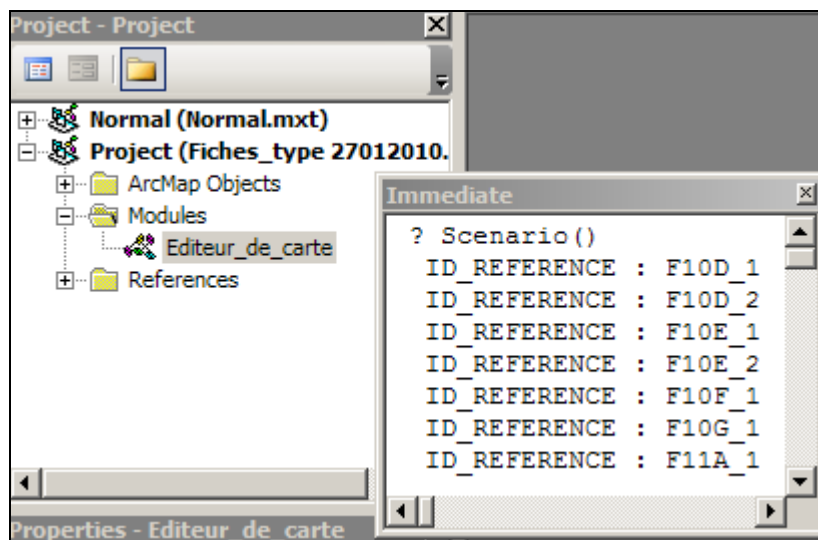 Project - Project
Normal (Normal.mxt)
Project (Fiches_type 27012010.
ArcMap Objects
Modules
Editeur_de_carte
References
Immediate
? Scenario()
ID_REFERENCE : F10D_1
ID_REFERENCE : F10D_2
ID_REFERENCE : F10E_1
ID_REFERENCE : F10E_2
ID_REFERENCE : F10F_1
ID_REFERENCE : F10G_1
ID_REFERENCE : F11A_1
Properties - Editeur_de_carte